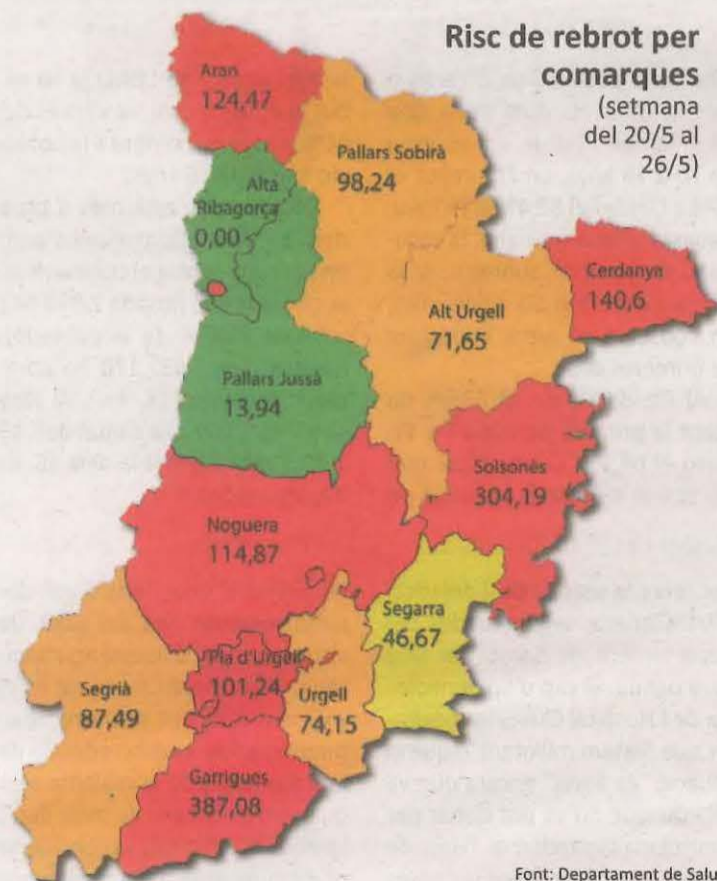 Risc de rebrot per
comarques
(setmana
del 20/5 al
26/5)
Aran
124,47
Pallars Sobirà
98,24
Alta
Ribagorça
0,00
Cerdanya
140,6
Alt Urgell
71,65
Pallars Jussà
13,94
Solsonès
304,19
Noguera
114,87
Segarra
46,67
Pla d'Urgell
101,24
Urgell
74,15
Segrià
87,49
Garrigues
387,08
Font: Departament de Salu